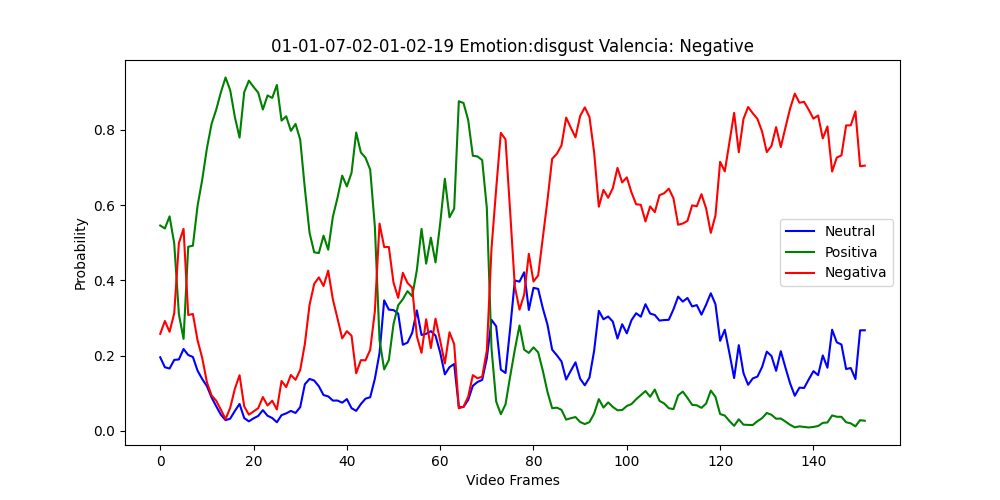 01-01-07-02-01-02-19 Emotion:disgust Valencia: Negative
Probability
0.8
0.6
0.4
0.2
0.0
Neutral
Positiva
Negativa
0 20 40 60 80 100 120 140
Video Frames